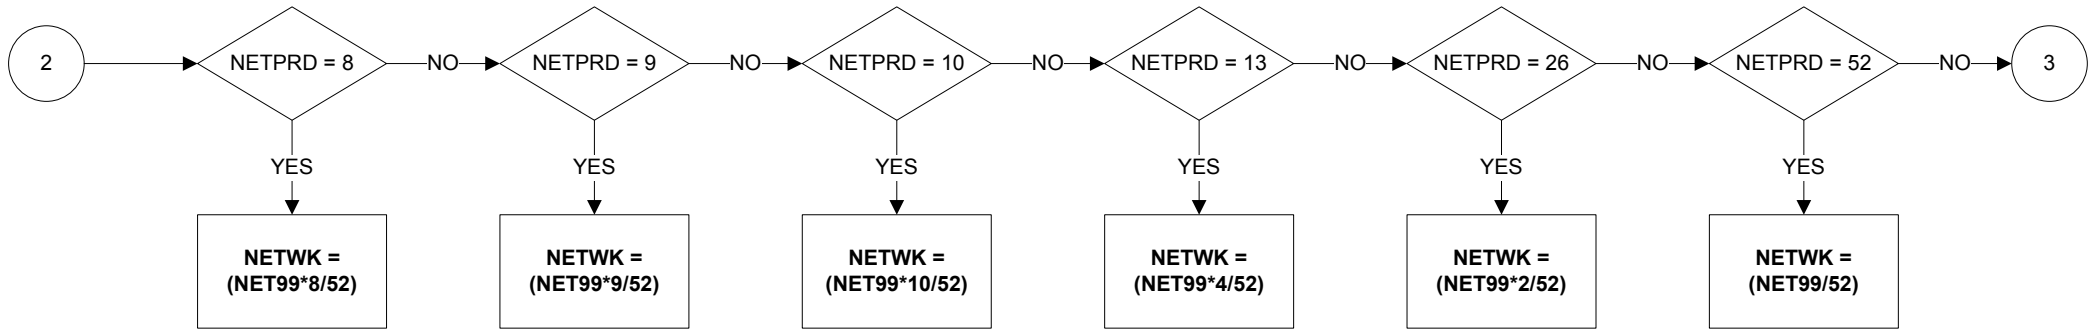 2
NETPRD = 8
NO
NETPRD = 9
NO
NETPRD = 10
NO
NETPRD = 13
NO
NETPRD = 26
NO
NETPRD = 52
NO
3
YES
YES
YES
YES
YES
YES
NETWK =
(NET99*8/52)
NETWK =
(NET99*9/52)
NETWK =
(NET99*10/52)
NETWK =
(NET99*4/52)
NETWK =
(NET99*2/52)
NETWK =
(NET99/52)